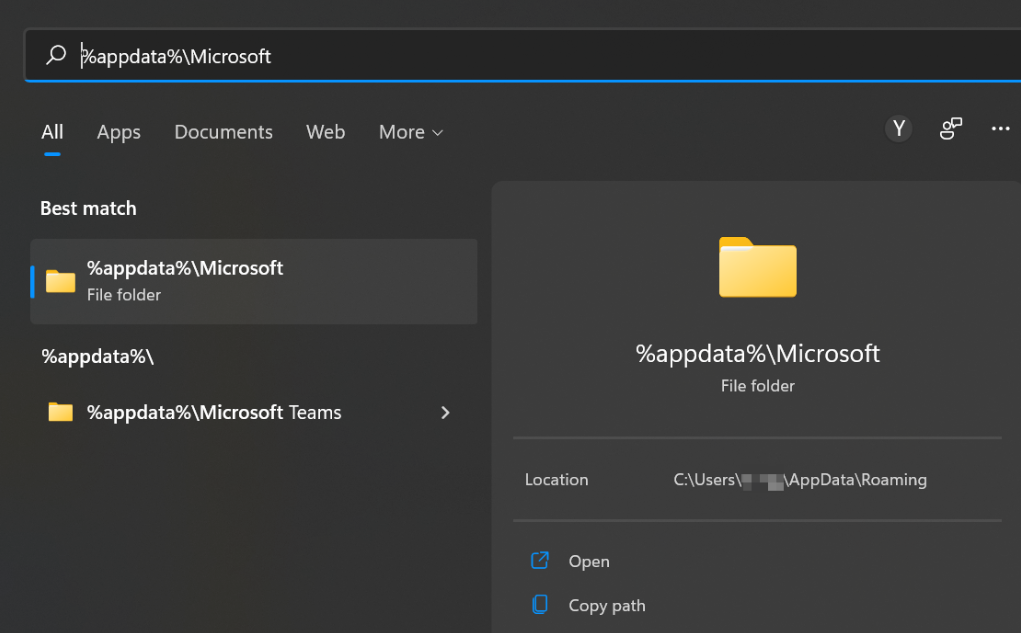 %appdata%\Microsoft
All Apps Documents Web More
Y
Best match
%appdata%\Microsoft
File folder
%appdata%\
%appdata%\Microsoft Teams
%appdata%\Microsoft
File folder
Location C:\Users\ \AppData\Roaming
Open
Copy path